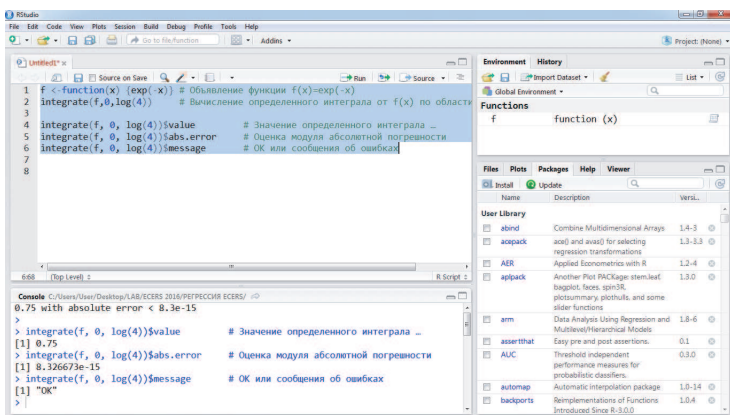 RStudio
File Edit Code View Plots Session Build Debug Profile Tools Help
Go to file/function Addins
Project: (None)
Untitled1* ×
Source on Save Run Source
1 f <-function(x) {exp(-x)} # Объявление функции f(x)=exp(-x)
2 integrate(f,0,log(4)) # Вычисление определенного интеграла от f(x) по области
3
4 integrate(f, 0, log(4))$value # Значение определенного интеграла …
5 integrate(f, 0, log(4))$abs.error # Оценка модуля абсолютной погрешности
6 integrate(f, 0, log(4))$message # ОК или сообщения об ошибках
7
8
6:68 (Top Level) R Script
Console C:/Users/User/Desktop/LAB/ECERS 2016/РЕГРЕССИЯ ECERS/
0.75 with absolute error < 8.3e-15
>
> integrate(f, 0, log(4))$value # Значение определенного интеграла …
[1] 0.75
> integrate(f, 0, log(4))$abs.error # Оценка модуля абсолютной погрешности
[1] 8.326673e-15
> integrate(f, 0, log(4))$message # ОК или сообщения об ошибках
[1] "OK"
>
Environment History
Import Dataset List
Global Environment
Functions
f function (x)
Files Plots Packages Help Viewer
Install Update
Name Description Versi...
User Library
abind Combine Multidimensional Arrays 1.4-3
acepack ace() and avas() for selecting 1.3-3.3
regression transformations
AER Applied Econometrics with R 1.2-4
aplpack Another Plot PACKage: stem.leaf, 1.3.0
bagplot, faces, spin3R,
plotsummary, plothulls, and some
slider functions
arm Data Analysis Using Regression and 1.8-6
Multilevel/Hierarchical Models
assertthat Easy pre and post assertions. 0.1
AUC Threshold independent 0.3.0
performance measures for
probabilistic classifiers.
automap Automatic interpolation package 1.0-14
backports Reimplementations of Functions 1.0.4
Introduced Since R-3.0.0